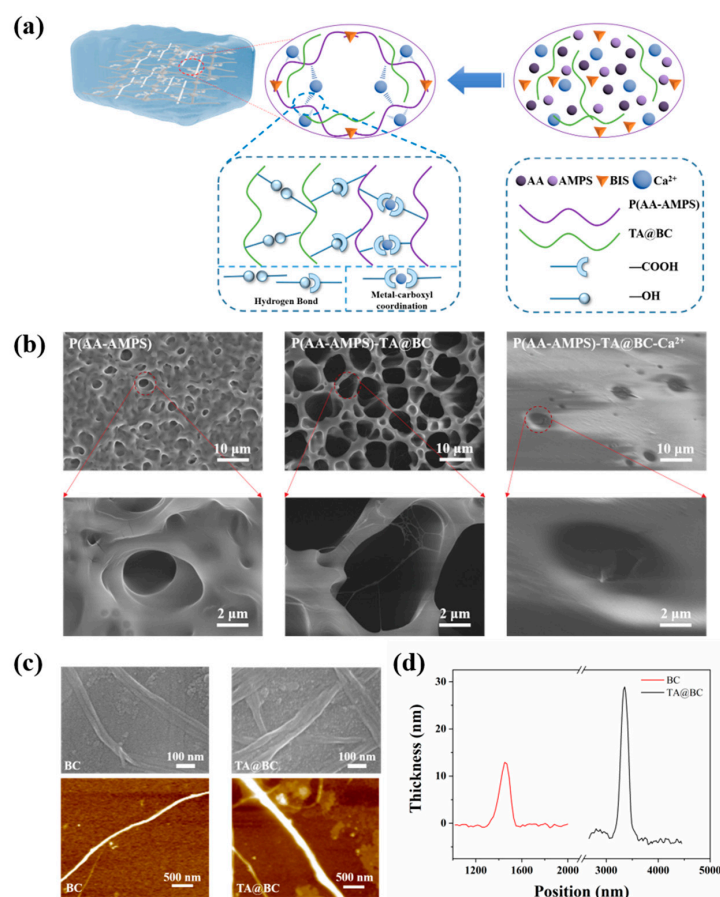 (a)
AA AMPS BIS Ca²⁺
P(AA-AMPS)
TA@BC
—COOH
—OH
Hydrogen Bond
Metal-carboxyl
coordination
(b)
P(AA-AMPS)
10 μm
P(AA-AMPS)-TA@BC
10 μm
P(AA-AMPS)-TA@BC-Ca²⁺
10 μm
2 μm
2 μm
2 μm
(c)
BC
100 nm
TA@BC
100 nm
BC
500 nm
TA@BC
500 nm
(d)
BC
TA@BC
Thickness (nm)
30
20
10
0
1200 1600 2000 3000 4000 5000
Position (nm)